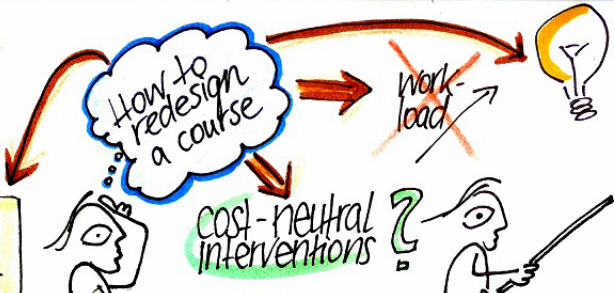 How to
redesign
a course
work-
load
cost-neutral
interventions ?